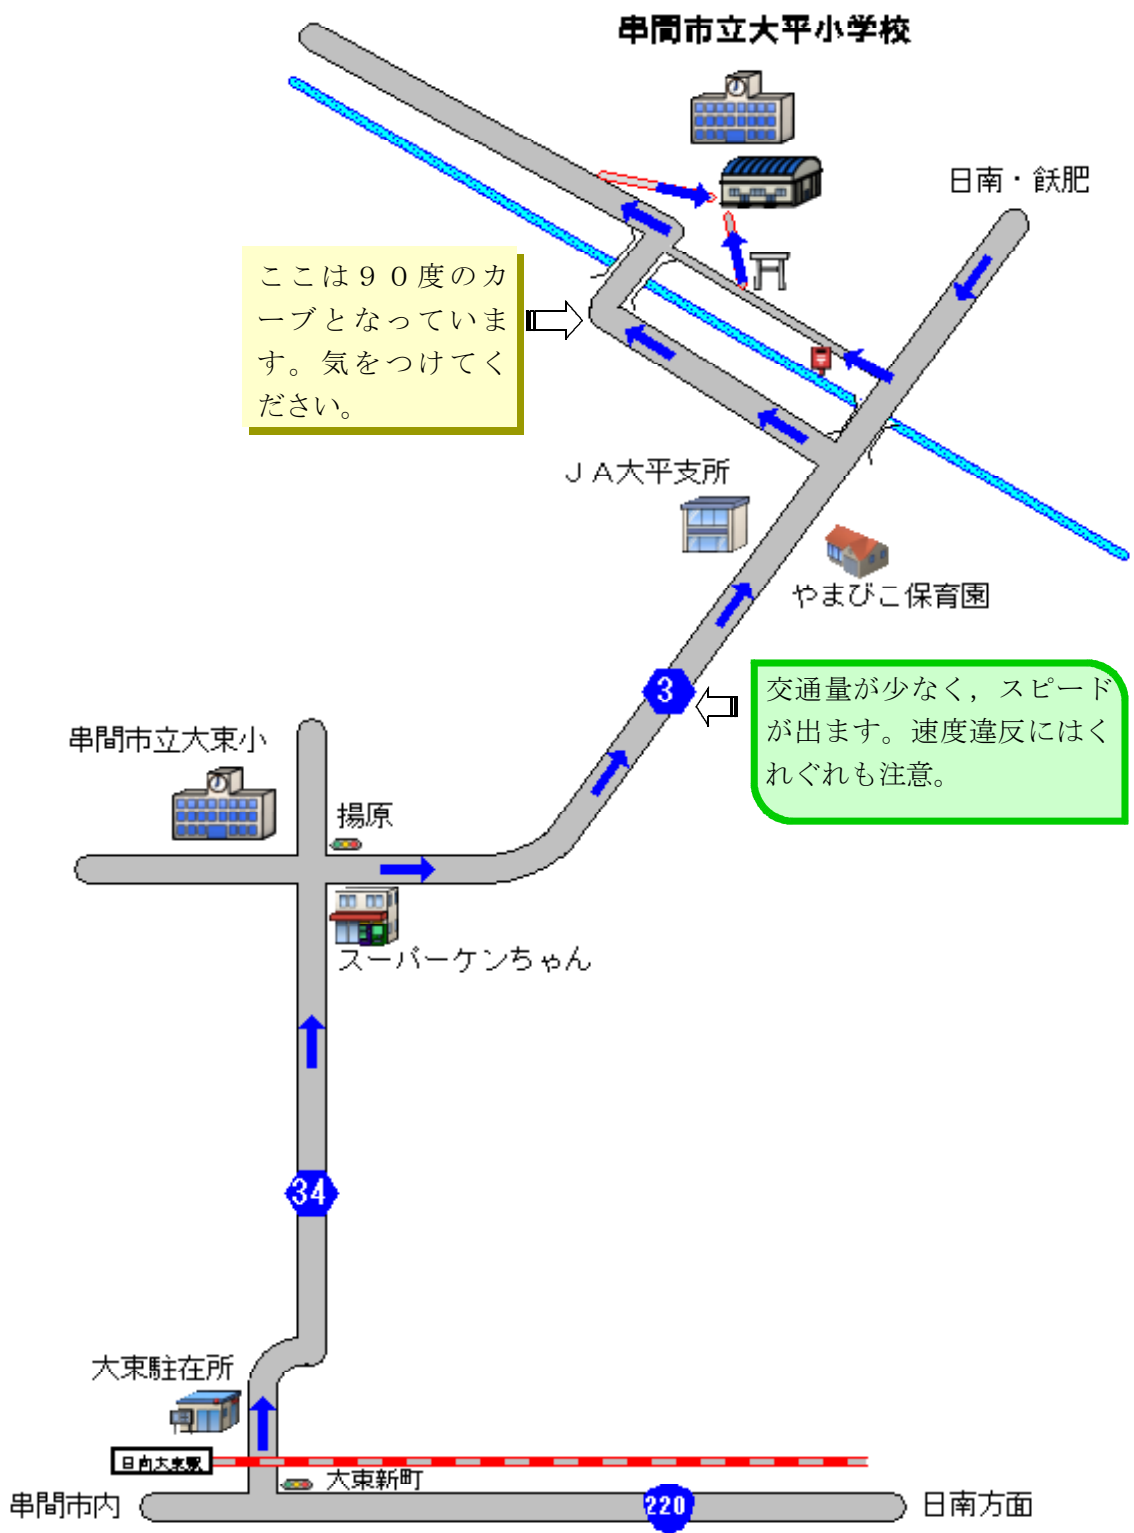 串間市立大平小学校
日南・飫肥
ここは９０度のカ
ーブとなっていま
す。気をつけてく
ださい。
ＪＡ大平支所
やまびこ保育園
3
交通量が少なく，スピード
が出ます。速度違反にはく
れぐれも注意。
串間市立大東小
揚原
スーパーケンちゃん
34
大東駐在所
日向大束駅
大東新町
串間市内
220
日南方面